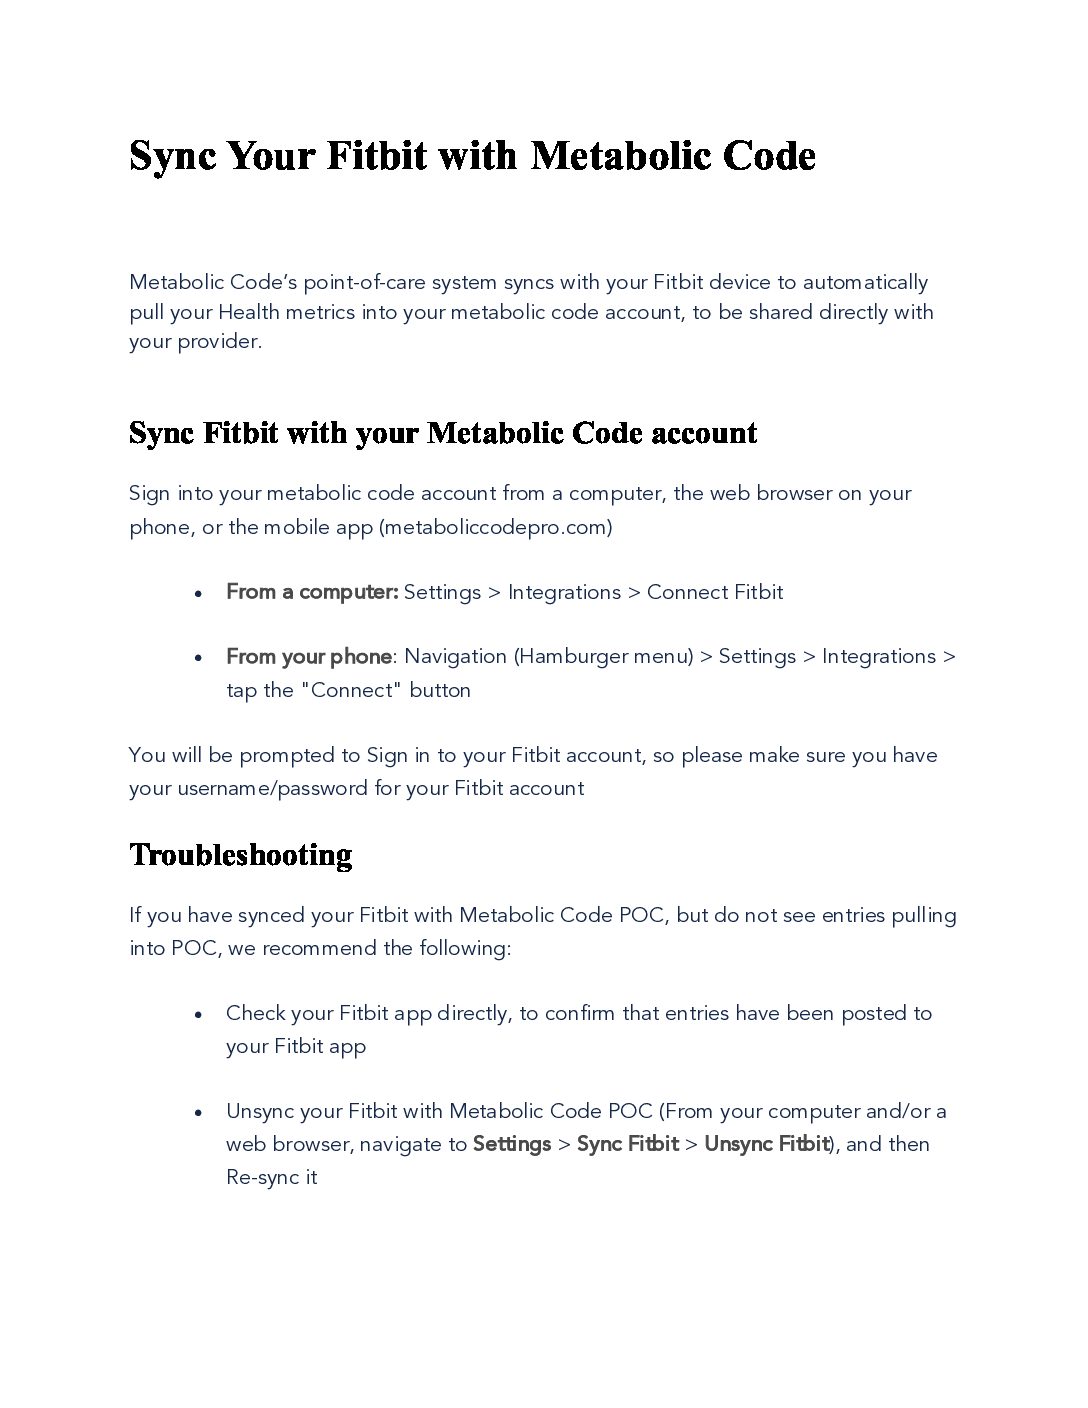 Sync Your Fitbit with Metabolic Code
Metabolic Code’s point-of-care system syncs with your Fitbit device to automatically
pull your Health metrics into your metabolic code account, to be shared directly with
your provider.
Sync Fitbit with your Metabolic Code account
Sign into your metabolic code account from a computer, the web browser on your
phone, or the mobile app (metaboliccodepro.com)
• From a computer: Settings > Integrations > Connect Fitbit
• From your phone: Navigation (Hamburger menu) > Settings > Integrations >
tap the "Connect" button
You will be prompted to Sign in to your Fitbit account, so please make sure you have
your username/password for your Fitbit account
Troubleshooting
If you have synced your Fitbit with Metabolic Code POC, but do not see entries pulling
into POC, we recommend the following:
• Check your Fitbit app directly, to confirm that entries have been posted to
your Fitbit app
• Unsync your Fitbit with Metabolic Code POC (From your computer and/or a
web browser, navigate to Settings > Sync Fitbit > Unsync Fitbit), and then
Re-sync it